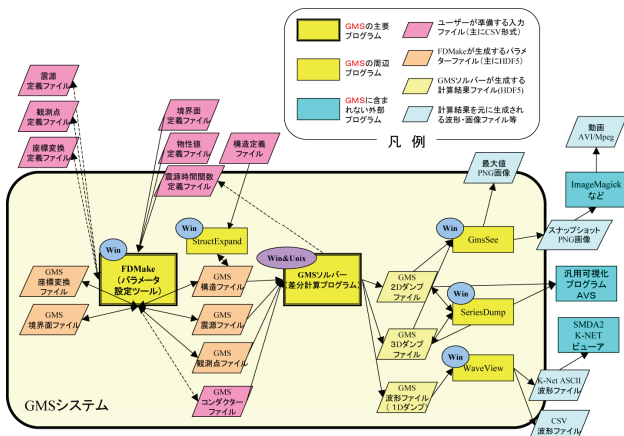 GMSの主要
プログラム
GMSの周辺
プログラム
GMSに含ま
れない外部
プログラム
ユーザーが準備する入力
ファイル(主にCSV形式)
FDMakeが生成するパラメ
ターファイル(主にHDF5)
GMSソルバーが生成する
計算結果ファイル(HDF5)
計算結果を元に生成され
る波形・画像ファイル等
凡 例
震源
定義ファイル
観測点
定義ファイル
座標変換
定義ファイル
境界面
定義ファイル
物性値
定義ファイル
震源時間関数
定義ファイル
構造定義
ファイル
最大値
PNG画像
動画
AVI/Mpeg
ImageMagick
など
スナップショット
PNG画像
Win
FDMake
(パラメータ
設定ツール)
Win
StructExpand
Win&Unix
GMSソルバー
(差分計算プログラム)
Win
GmsSee
Win
SeriesDump
Win
WaveView
GMS
座標変換
ファイル
GMS
境界面ファイル
GMS
構造ファイル
GMS
震源ファイル
GMS
観測点ファイル
GMS
コンダクター
ファイル
GMS
2Dダンプ
ファイル
GMS
3Dダンプ
ファイル
GMS
波形ファイル
(1Dダンプ)
汎用可視化
プログラム
AVS
SMDA2
K-NET
ビューア
K-Net ASCII
波形ファイル
CSV
波形ファイル
GMSシステム